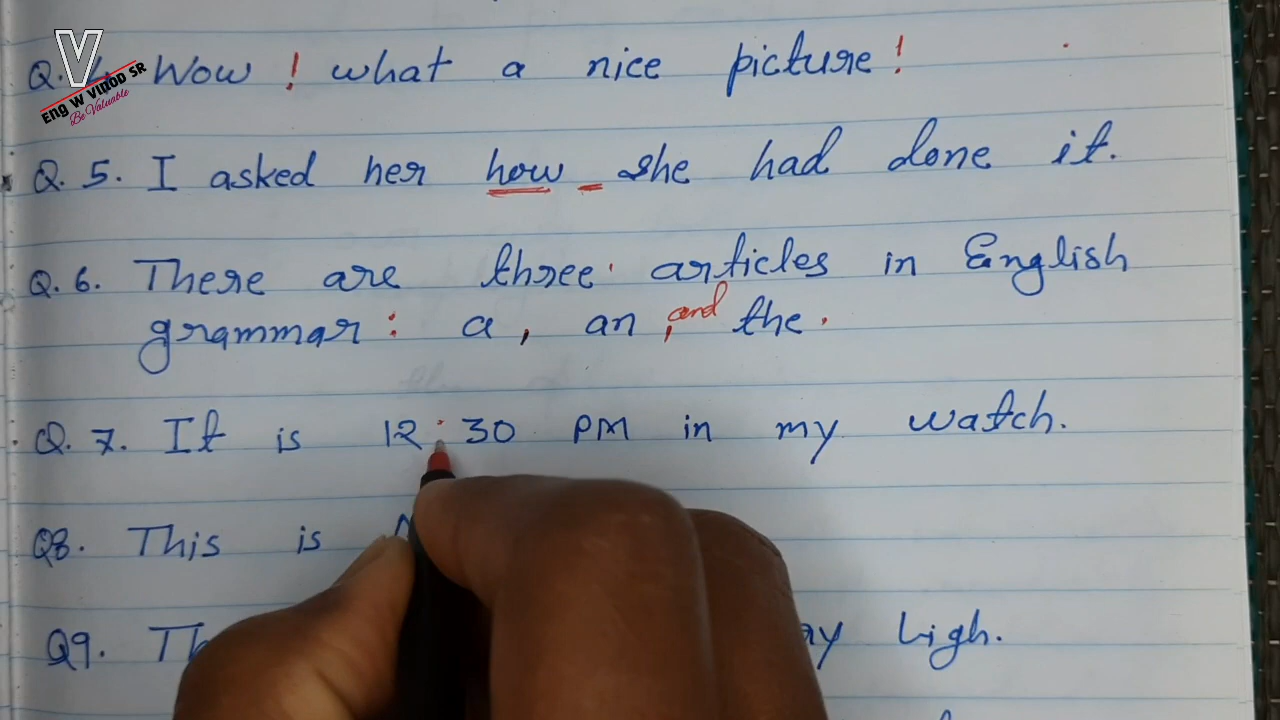 V
Eng W VINOD SR
Be Valuable
Q. 4. Wow ! what a nice picture !
Q. 5. I asked her how she had done it.
Q. 6. There are three articles in English
grammar : a , an , and the .
Q. 7. It is 12 : 30 PM in my watch.
Q8. This is
Q9. ligh.